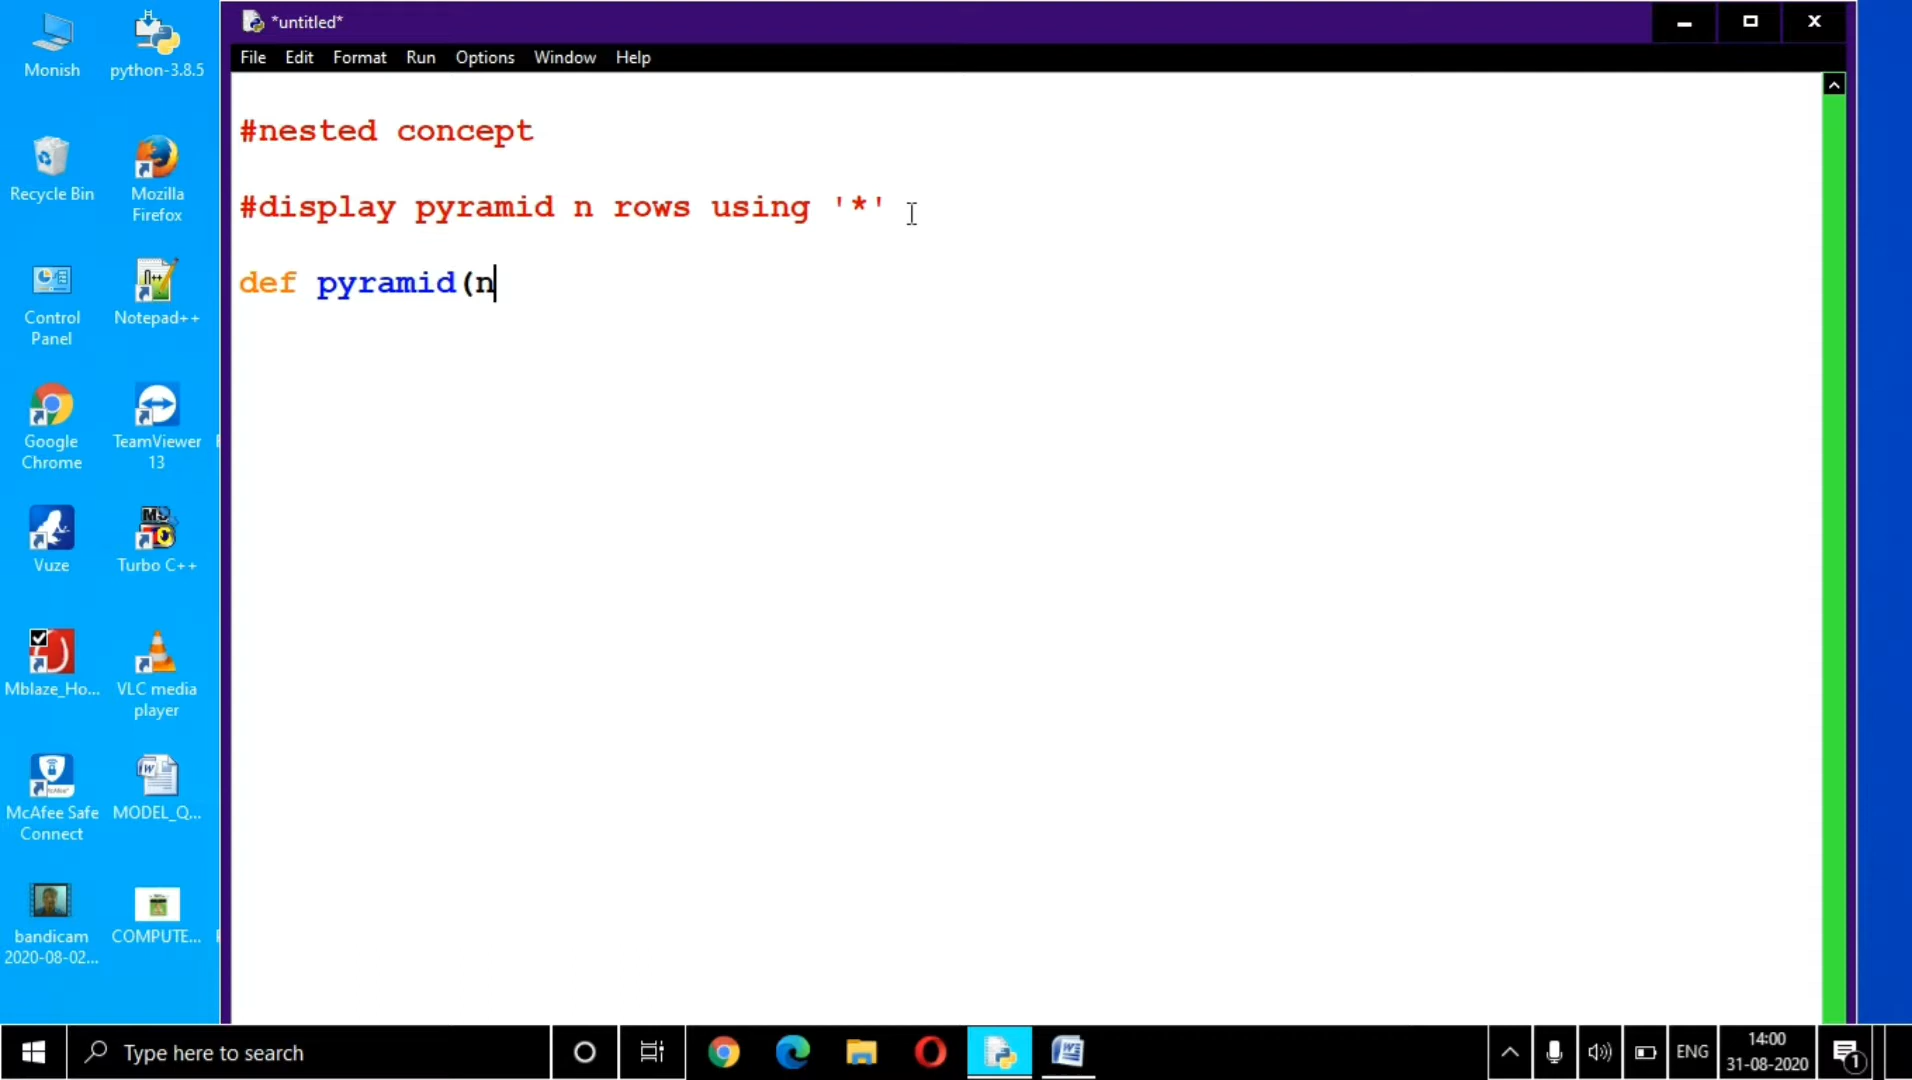 *untitled*
File Edit Format Run Options Window Help
#nested concept
#display pyramid n rows using '*'
def pyramid(n
Monish
python-3.8.5
Recycle Bin
Mozilla
Firefox
Control
Panel
Notepad++
Google
Chrome
TeamViewer
13
Vuze
Turbo C++
Mblaze_Ho...
VLC media
player
McAfee Safe
Connect
MODEL_Q...
bandicam
2020-08-02...
COMPUTE...
Type here to search
ENG
14:00
31-08-2020
1